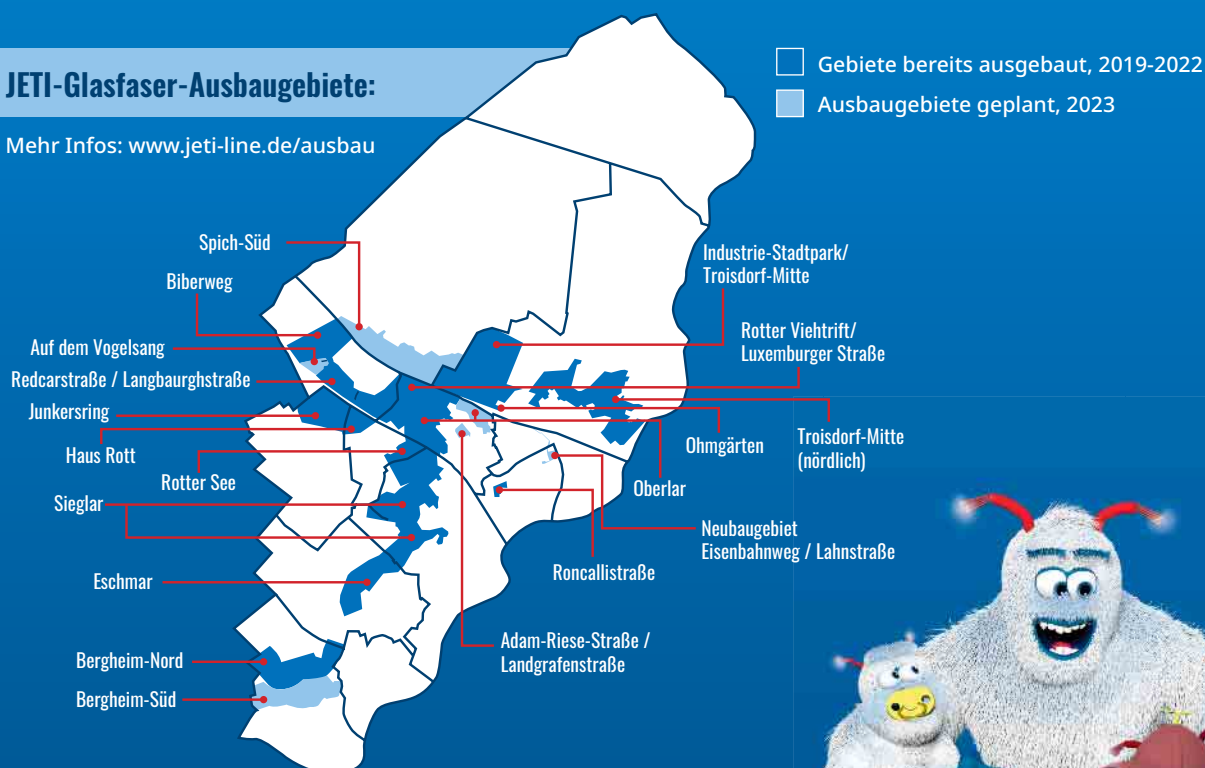 JETI-Glasfaser-Ausbaugebiete:
Mehr Infos: www.jeti-line.de/ausbau
Gebiete bereits ausgebaut, 2019-2022
Ausbaugebiete geplant, 2023
Spich-Süd
Biberweg
Auf dem Vogelsang
Redcarstraße / Langbaurghstraße
Junkersring
Haus Rott
Rotter See
Sieglar
Eschmar
Bergheim-Nord
Bergheim-Süd
Industrie-Stadtpark/
Troisdorf-Mitte
Rotter Viehtrift/
Luxemburger Straße
Ohmgärten
Troisdorf-Mitte
(nördlich)
Oberlar
Neubaugebiet
Eisenbahnweg / Lahnstraße
Roncallistraße
Adam-Riese-Straße /
Landgrafenstraße